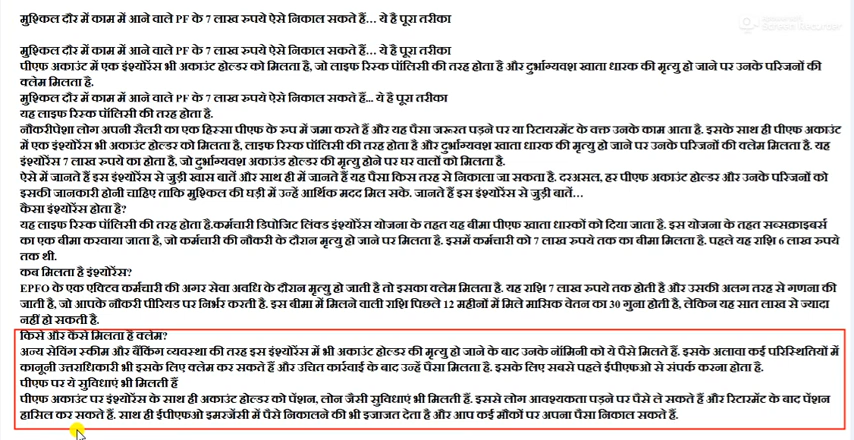 मुश्किल दौर में काम में आने वाले PF के 7 लाख रुपये ऐसे निकाल सकते हैं… ये है पूरा तरीका
मुश्किल दौर में काम में आने वाले PF के 7 लाख रुपये ऐसे निकाल सकते हैं… ये है पूरा तरीका
पीएफ अकाउंट में एक इंश्योरेंस भी अकाउंट होल्डर को मिलता है, जो लाइफ रिस्क पॉलिसी की तरह होता है और दुर्भाग्यवश खाता धारक की मृत्यु हो जाने पर उनके परिजनों की
क्लेम मिलता है.
मुश्किल दौर में काम में आने वाले PF के 7 लाख रुपये ऐसे निकाल सकते हैं... ये है पूरा तरीका
यह लाइफ रिस्क पॉलिसी की तरह होता है.
नौकरीपेशा लोग अपनी सैलरी का एक हिस्सा पीएफ के रुप में जमा करते हैं और यह पैसा जरूरत पड़ने पर या रिटायरमेंट के वक्त उनके काम आता है. इसके साथ ही पीएफ अकाउंट
में एक इंश्योरेंस भी अकाउंट होल्डर को मिलता है, लाइफ रिस्क पॉलिसी की तरह होता है और दुर्भाग्यवश खाता धारक की मृत्यु हो जाने पर उनके परिजनों की क्लेम मिलता है. यह
इंश्योरेंस 7 लाख रुपये का होता है, जो दुर्भाग्यवश अकाउंड होल्डर की मृत्यु होने पर घर वालों को मिलता है.
ऐसे में जानते हैं इस इंश्योरेंस से जुड़ी खास बातें और साथ ही में जानते हैं यह पैसा किस तरह से निकाला जा सकता है. दरअसल, हर पीएफ अकाउंट होल्डर और उनके परिजनों को
इसकी जानकारी होनी चाहिए ताकि मुश्किल की घड़ी में उन्हें आर्थिक मदद मिल सके. जानते हैं इस इंश्योरेंस से जुड़ी बातें…
कैसा इंश्योरेंस होता है?
यह लाइफ रिस्क पॉलिसी की तरह होता है.कर्मचारी डिपोजिट लिंक्ड इंश्योरेंस योजना के तहत यह बीमा पीएफ खाता धारकों को दिया जाता है. इस योजना के तहत सब्सक्राइबर्स
का एक बीमा करवाया जाता है, जो कर्मचारी की नौकरी के दौरान मृत्यु हो जाने पर मिलता है. इसमें कर्मचारी को 7 लाख रुपये तक का बीमा मिलता है. पहले यह राशि 6 लाख रुपये
तक थी.
कब मिलता है इंश्योरेंस?
EPFO के एक एक्टिव कर्मचारी की अगर सेवा अवधि के दौरान मृत्यु हो जाती है तो इसका क्लेम मिलता है. यह राशि 7 लाख रुपये तक होती है और उसकी अलग तरह से गणना की
जाती है, जो आपके नौकरी पीरियड पर निर्भर करती है. इस बीमा में मिलने वाली राशि पिछले 12 महीनों में मिले मासिक वेतन का 30 गुना होती है, लेकिन यह सात लाख से ज्यादा
नहीं हो सकती है.
किसे और कैसे मिलता है क्लेम?
अन्य सेविंग स्कीम और बैंकिंग व्यवस्था की तरह इस इंश्योरेंस में भी अकाउंट होल्डर की मृत्यु हो जाने के बाद उनके नॉमिनी को ये पैसे मिलते हैं. इसके अलावा कई परिस्थितियों में
कानूनी उत्तराधिकारी भी इसके लिए क्लेम कर सकते हैं और उचित कार्रवाई के बाद उन्हें पैसा मिलता है. इसके लिए सबसे पहले ईपीएफओ से संपर्क करना होता है.
पीएफ पर ये सुविधाएं भी मिलती हैं
पीएफ अकाउंट पर इंश्योरेंस के साथ ही अकाउंट होल्डर को पेंशन, लोन जैसी सुविधाएं भी मिलती हैं. इससे लोग आवश्यकता पड़ने पर पैसे ले सकते हैं और रिटारमेंट के बाद पेंशन
हासिल कर सकते हैं. साथ ही ईपीएफओ इमरजेंसी में पैसे निकालने की भी इजाजत देता है और आप कई मौकों पर अपना पैसा निकाल सकते हैं.